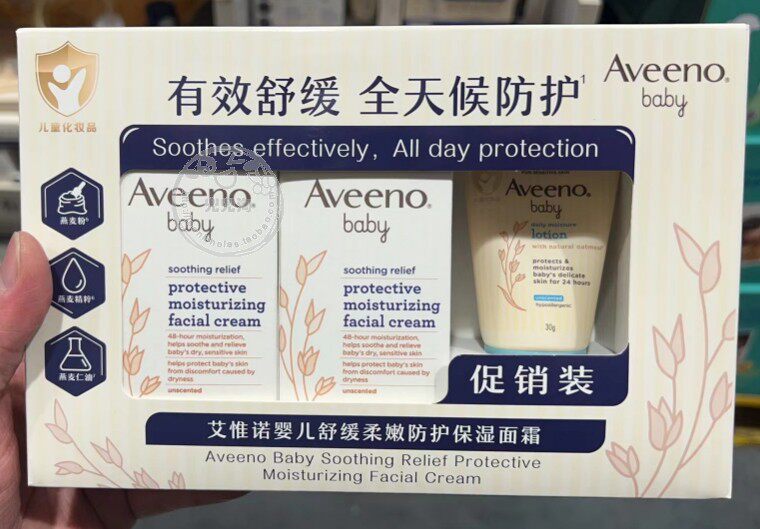 儿童化妆品
有效舒缓 全天候防护¹
Aveeno®
baby
Soothes effectively, All day protection
燕麦粉⁵
燕麦精粹⁶
燕麦仁油⁷
Aveeno®
baby
soothing relief
protective
moisturizing
facial cream
48-hour moisturization,
helps soothe and relieve
baby's dry, sensitive skin
helps protect baby's skin
from discomfort caused by
dryness
unscented
Aveeno®
baby
soothing relief
protective
moisturizing
facial cream
48-hour moisturization,
helps soothe and relieve
baby's dry, sensitive skin
helps protect baby's skin
from discomfort caused by
dryness
unscented
FOR SENSITIVE SKIN
Aveeno®
baby
daily moisture
lotion
with natural oatmeal
protects &
moisturizes
baby's delicate
skin for 24 hours
unscented
hypoallergenic
30g
促销装
艾惟诺婴儿舒缓柔嫩防护保湿面霜
Aveeno Baby Soothing Relief Protective
Moisturizing Facial Cream